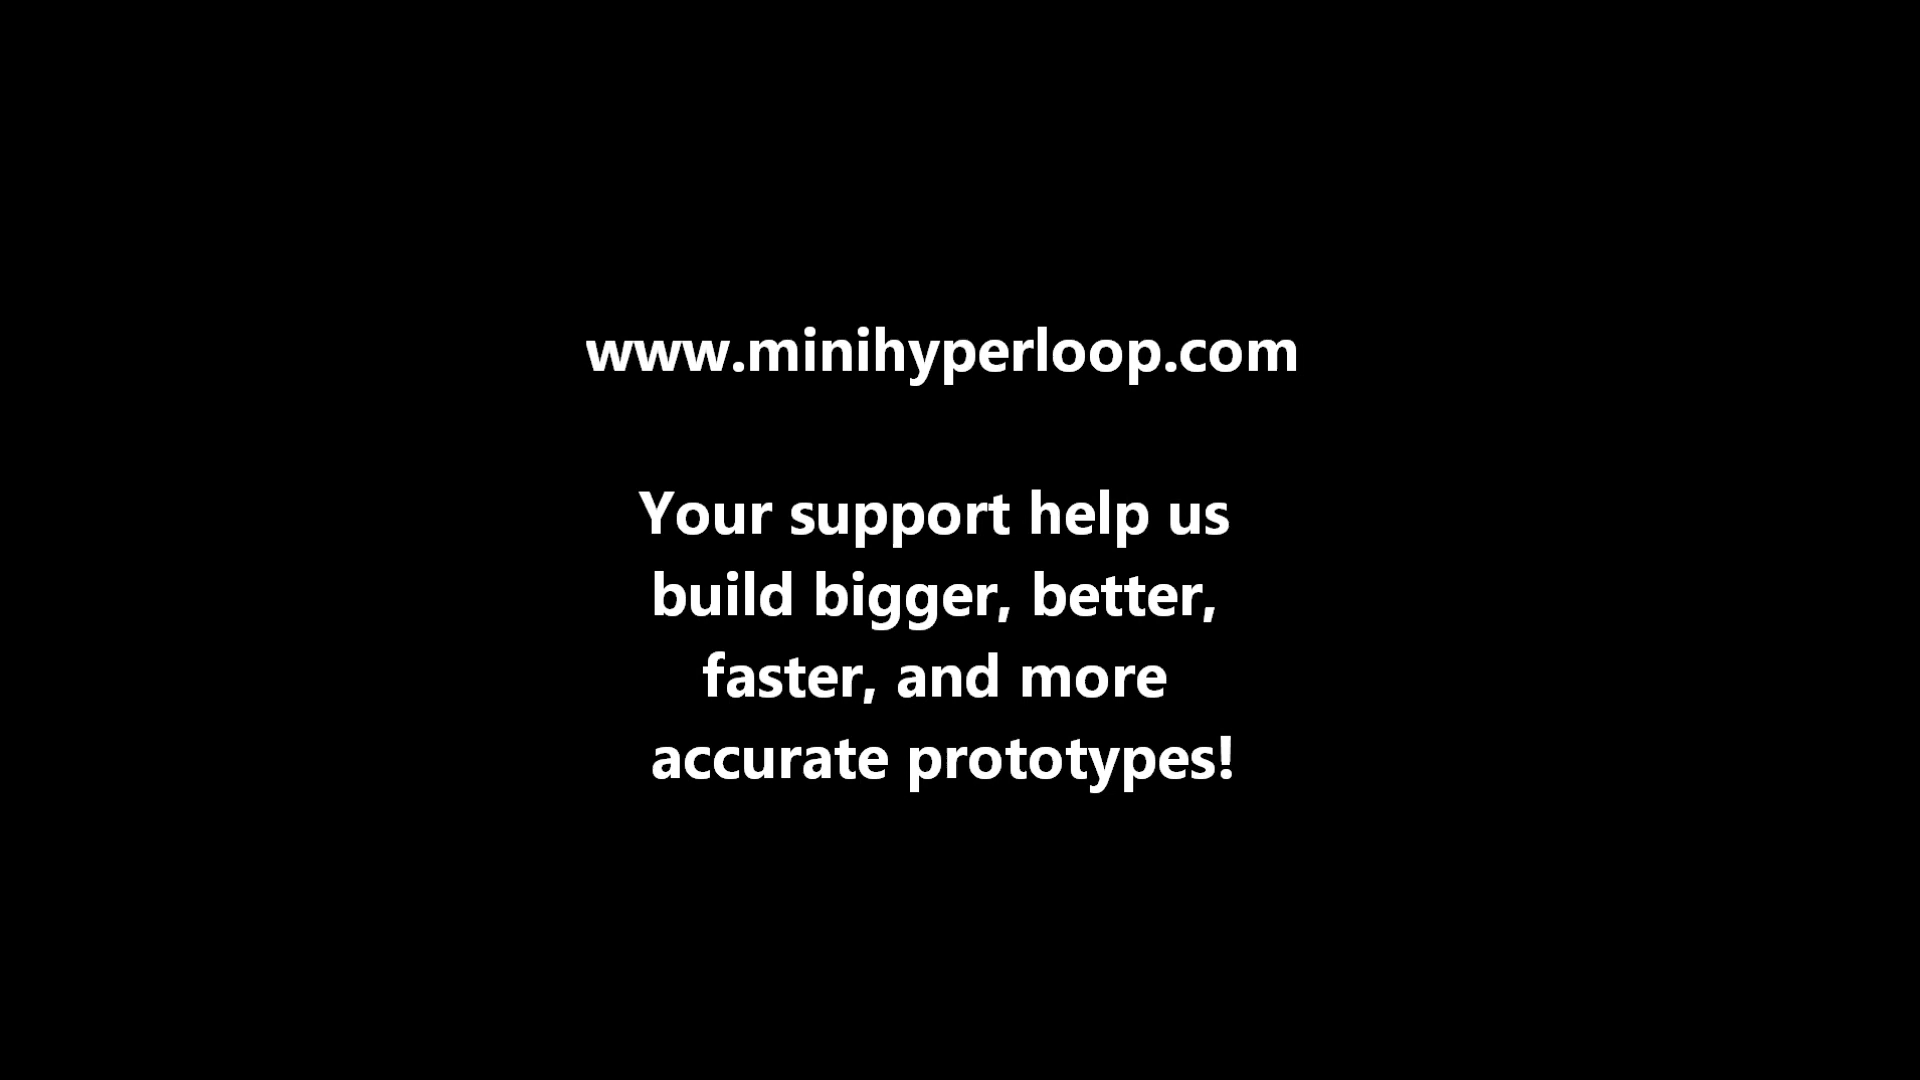 www.minihyperloop.com
Your support help us
build bigger, better,
faster, and more
accurate prototypes!